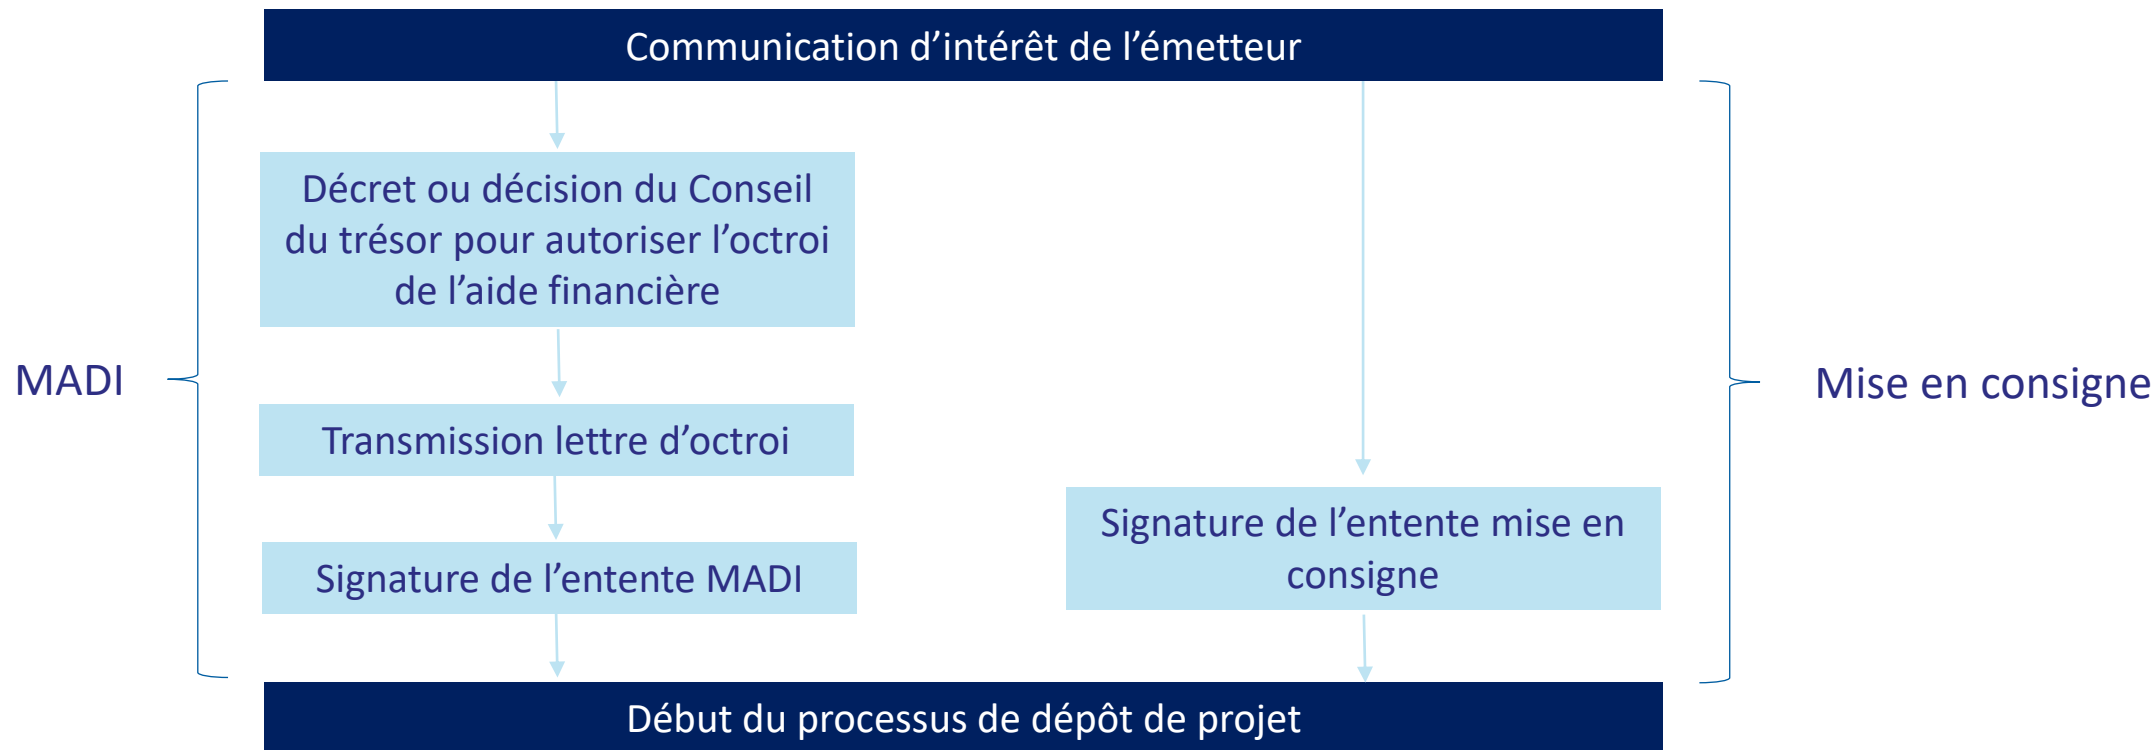 Communication d’intérêt de l’émetteur
Décret ou décision du Conseil
du trésor pour autoriser l’octroi
de l’aide financière
MADI
Mise en consigne
Transmission lettre d’octroi
Signature de l’entente mise en
consigne
Signature de l’entente MADI
Début du processus de dépôt de projet